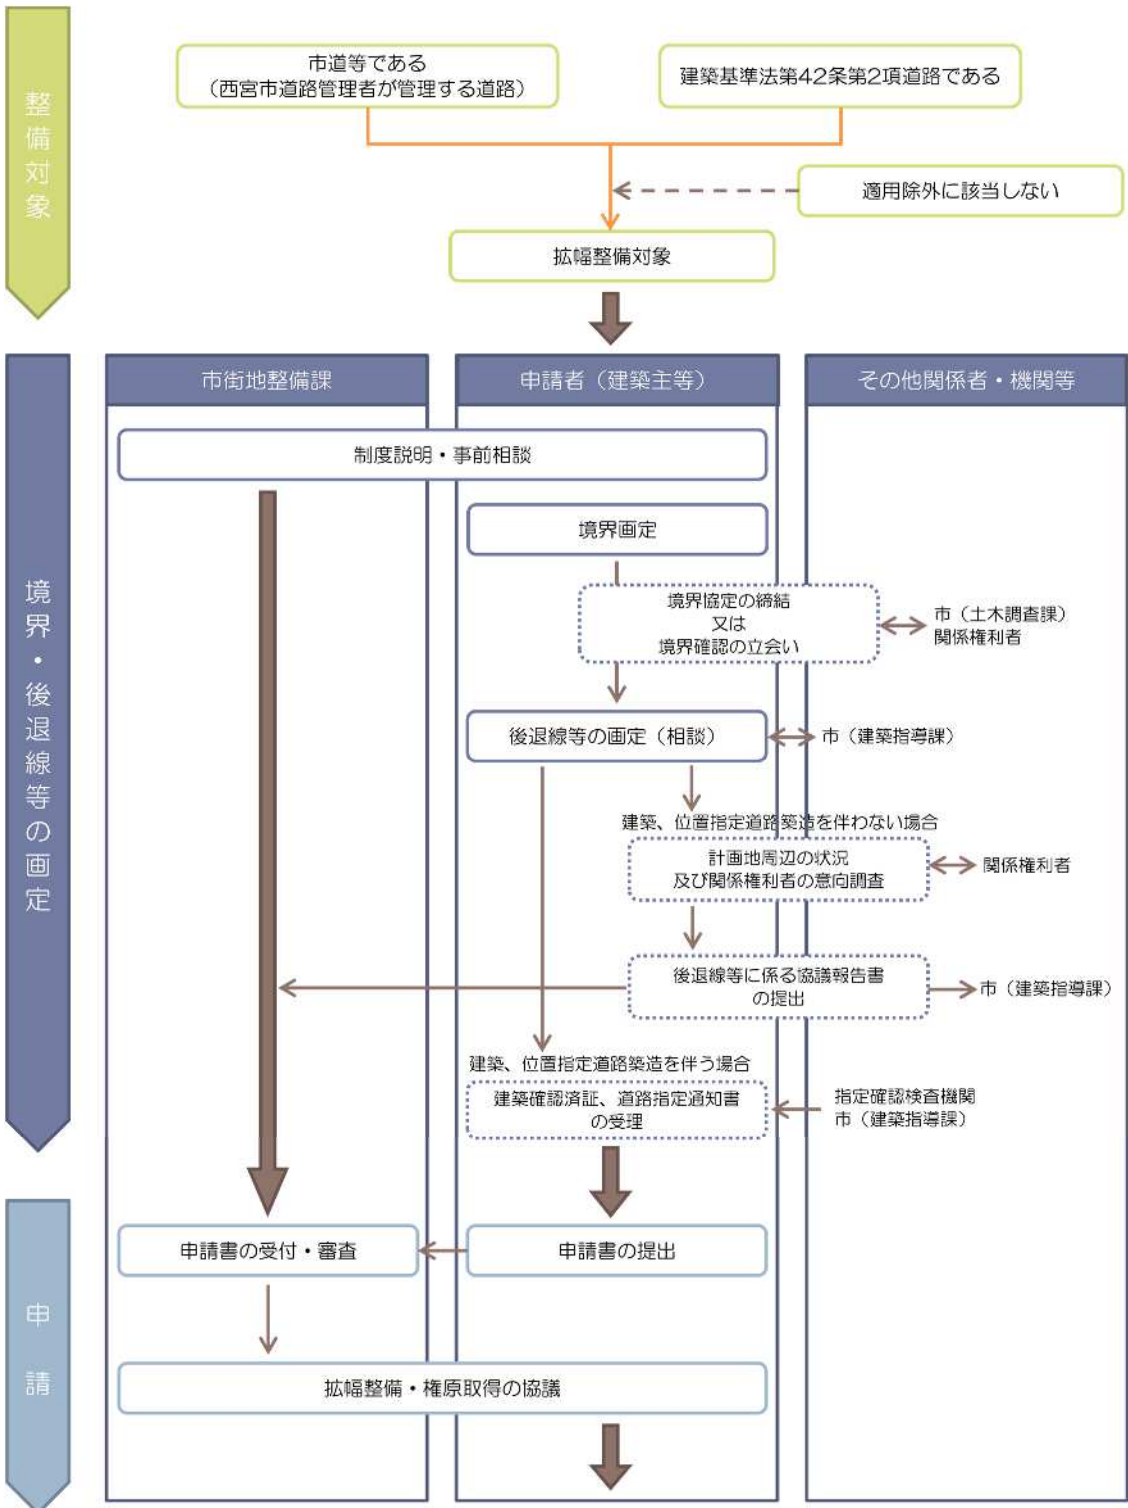 整備対象
市道等である
(西宮市道路管理者が管理する道路)
建築基準法第42条第2項道路である
適用除外に該当しない
拡幅整備対象
境界・後退線等の画定
市街地整備課
申請者（建築主等）
その他関係者・機関等
制度説明・事前相談
境界画定
境界協定の締結
又は
境界確認の立会い
市（土木調査課）
関係権利者
後退線等の画定（相談）
市（建築指導課）
建築、位置指定道路築造を伴わない場合
計画地周辺の状況
及び関係権利者の意向調査
関係権利者
後退線等に係る協議報告書
の提出
市（建築指導課）
建築、位置指定道路築造を伴う場合
建築確認済証、道路指定通知書
の受理
指定確認検査機関
市（建築指導課）
申請
申請書の受付・審査
申請書の提出
拡幅整備・権原取得の協議